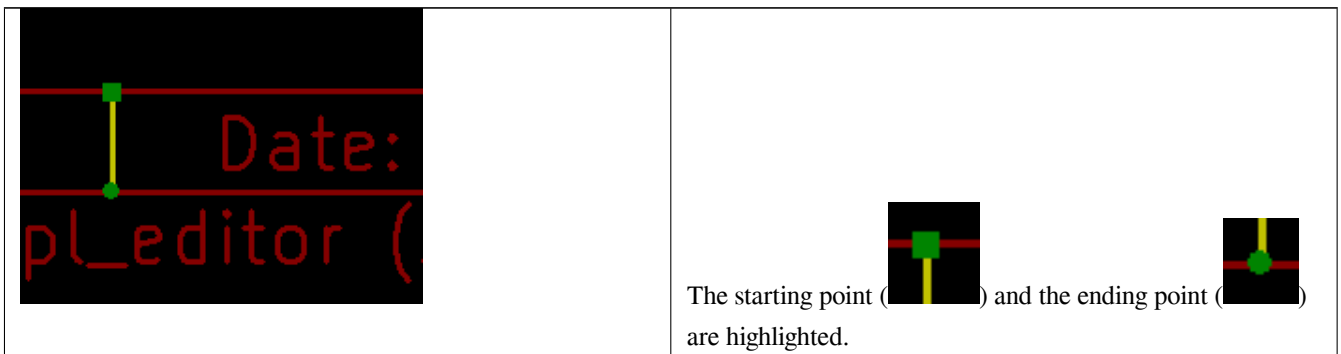 Date:
pl_editor (
The starting point (
) and the ending point (
)
are highlighted.